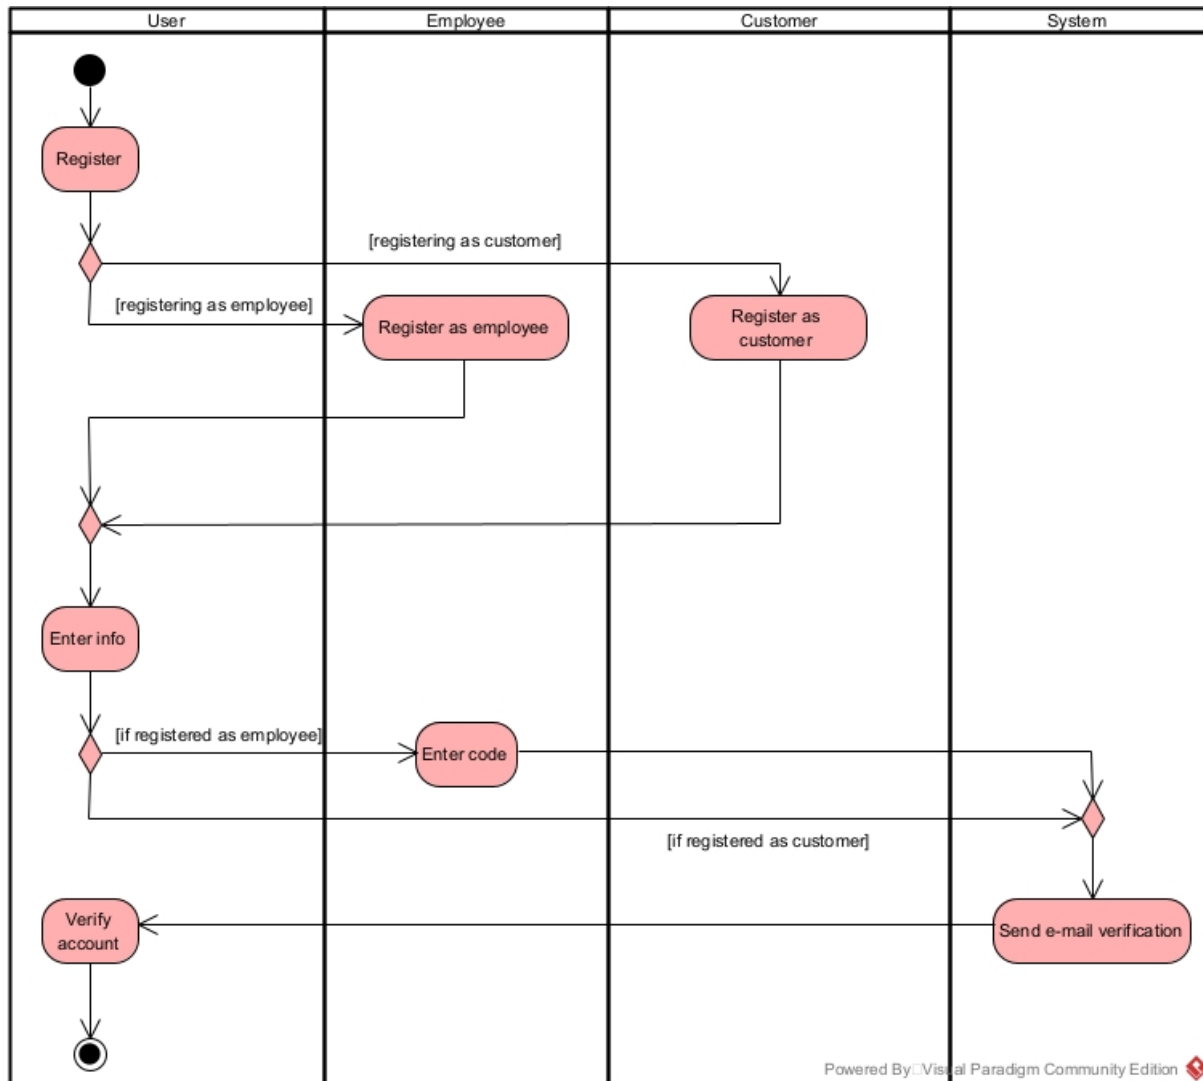 User
Employee
Customer
System
Register
[registering as customer]
[registering as employee]
Register as employee
Register as
customer
Enter info
[if registered as employee]
Enter code
[if registered as customer]
Verify
account
Send e-mail verification
Powered By Visual Paradigm Community Edition